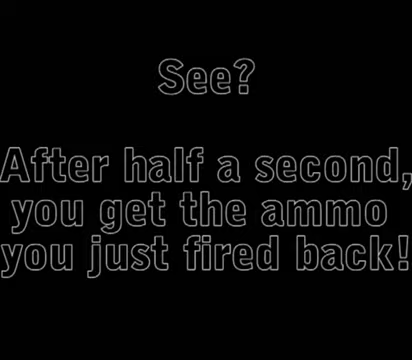 See?
After half a second,
you get the ammo
you just fired back!